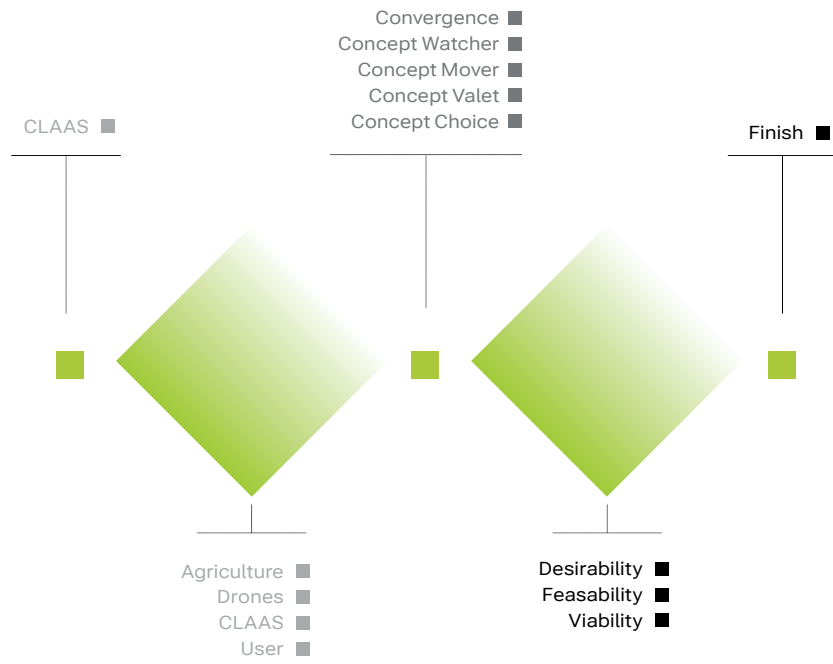 Convergence
Concept Watcher
Concept Mover
Concept Valet
Concept Choice
CLAAS
Finish
Agriculture
Drones
CLAAS
User
Desirability
Feasability
Viability